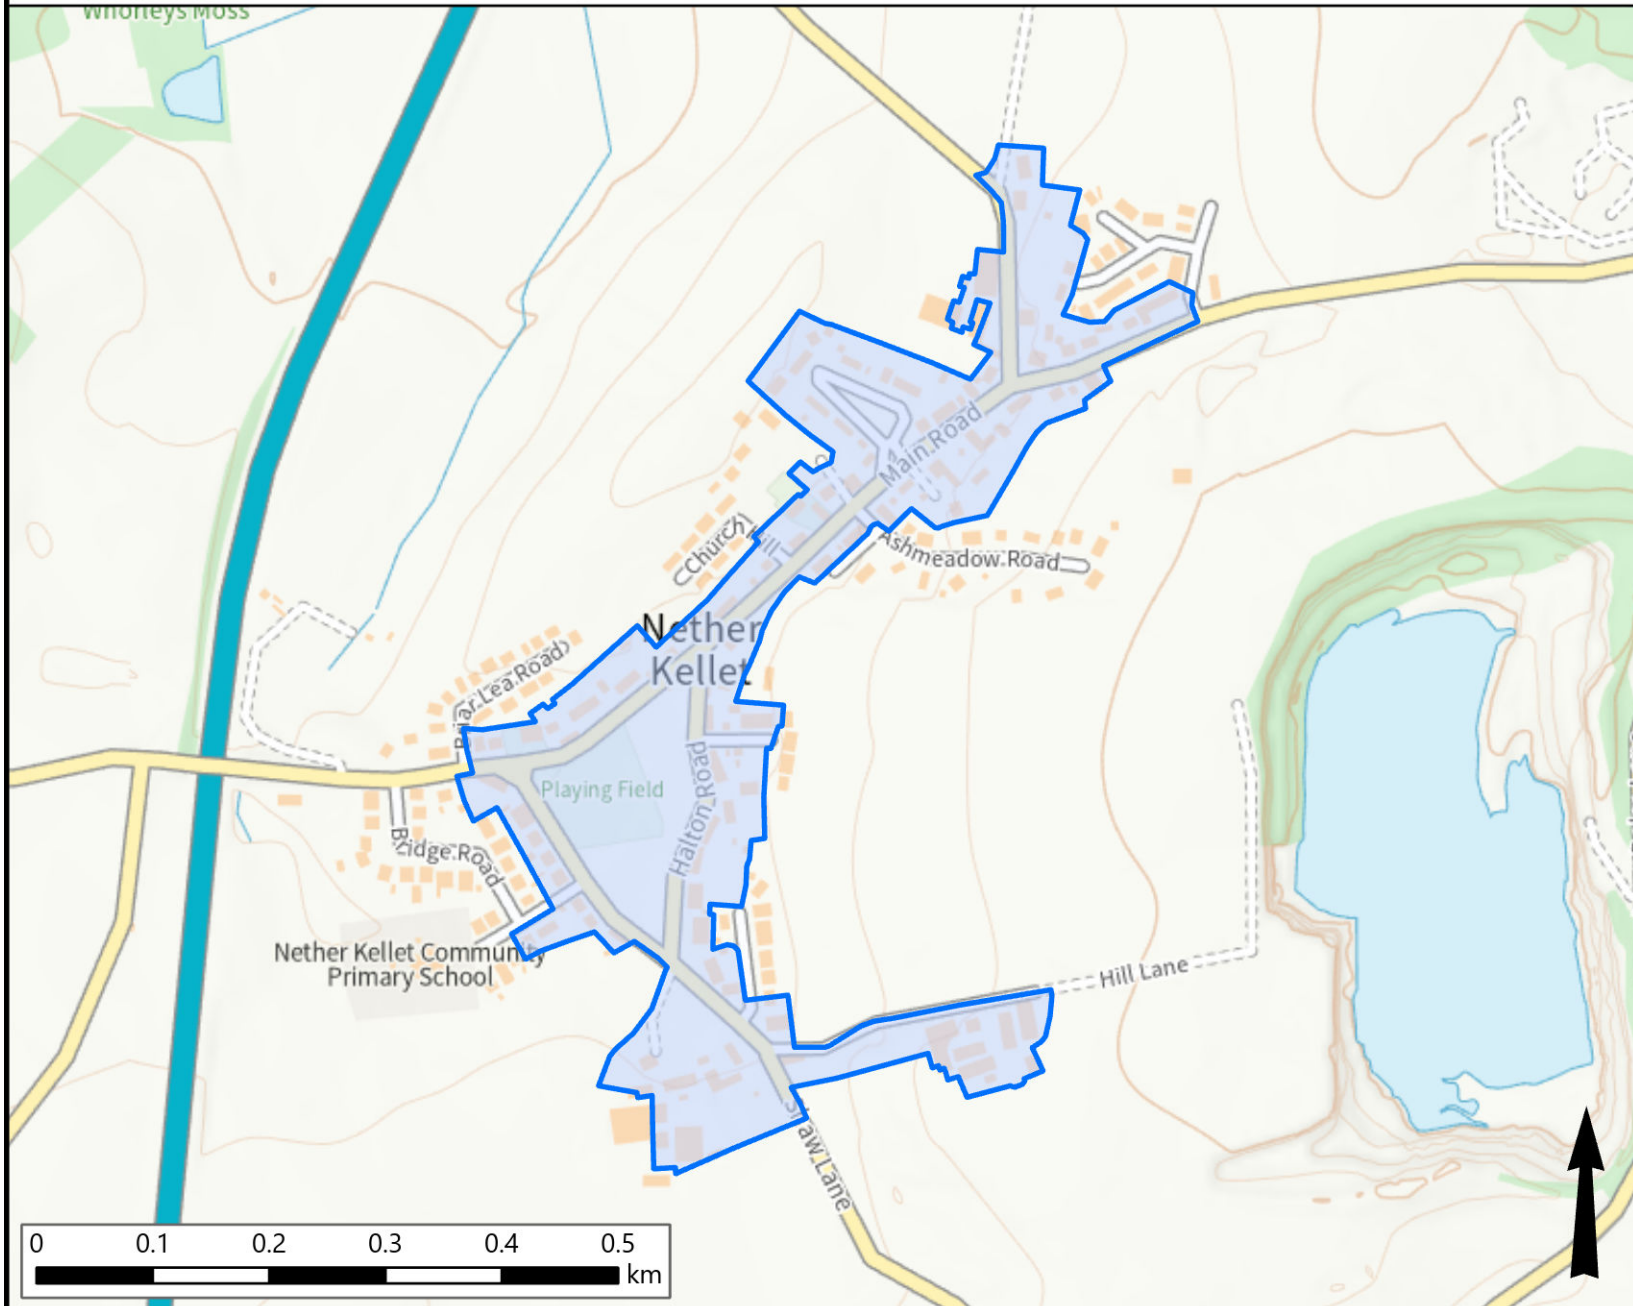 Whorleys Moss
Main Road
Church Hill
Ashmeadow Road
Nether
Kellet
Briar Lea Road
Playing Field
Halton Road
Bridge Road
Nether Kellet Community
Primary School
Hill Lane
Shaw Lane
0 0.1 0.2 0.3 0.4 0.5
km